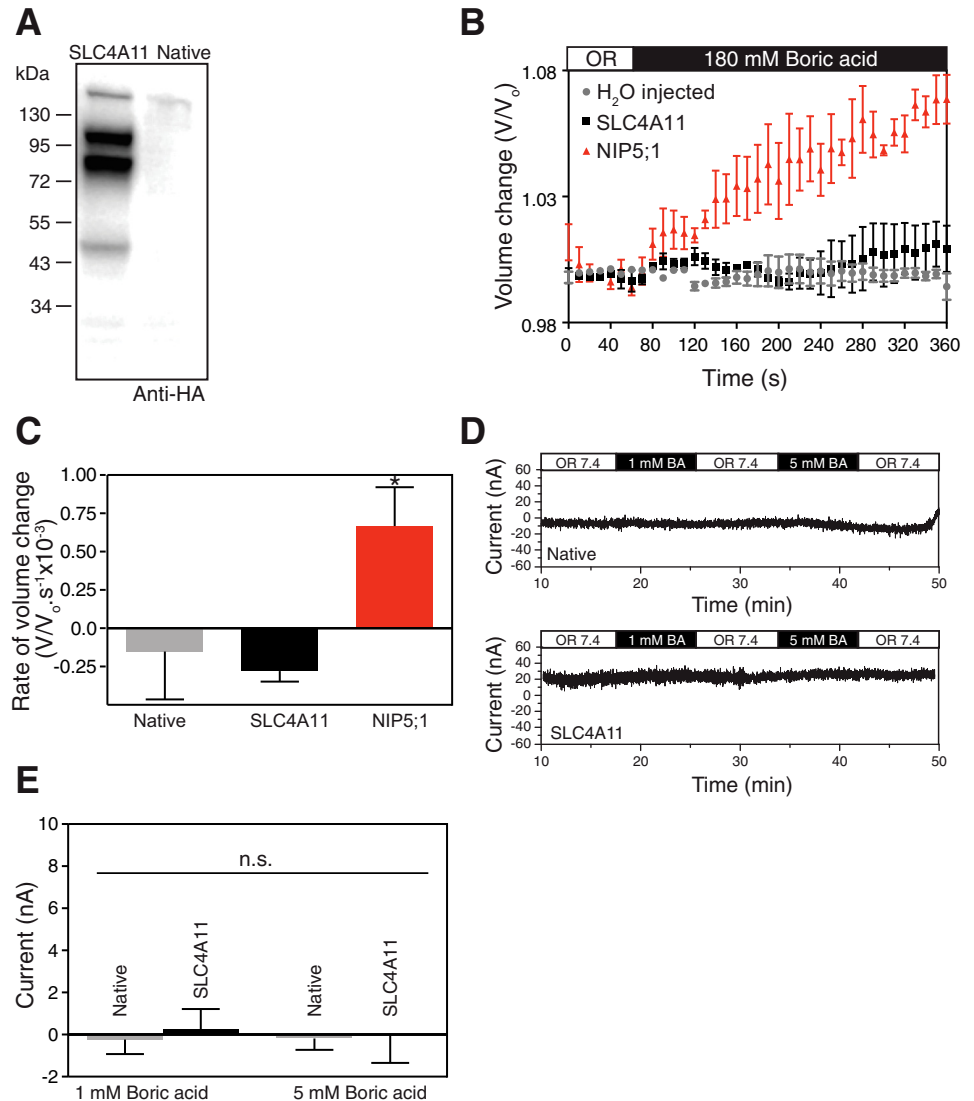 A
SLC4A11 Native
kDa
130
95
72
55
43
34
Anti-HA
B
OR 180 mM Boric acid
1.08
1.03
0.98
Volume change (V/Vₒ)
H₂O injected
SLC4A11
NIP5;1
0 40 80 120 160 200 240 280 320 360
Time (s)
C
Rate of volume change
(V/Vₒ.s⁻¹x10⁻³)
1.00
0.75
0.50
0.25
0.0
-0.25
*
Native SLC4A11 NIP5;1
D
OR 7.4 1 mM BA OR 7.4 5 mM BA OR 7.4
Current (nA)
60
40
20
0
-20
-40
-60
Native
10 20 30 40 50
Time (min)
OR 7.4 1 mM BA OR 7.4 5 mM BA OR 7.4
Current (nA)
60
40
20
0
-20
-40
-60
SLC4A11
10 20 30 40 50
Time (min)
E
Current (nA)
10
8
6
4
2
0
-2
n.s.
Native
SLC4A11
Native
SLC4A11
1 mM Boric acid 5 mM Boric acid